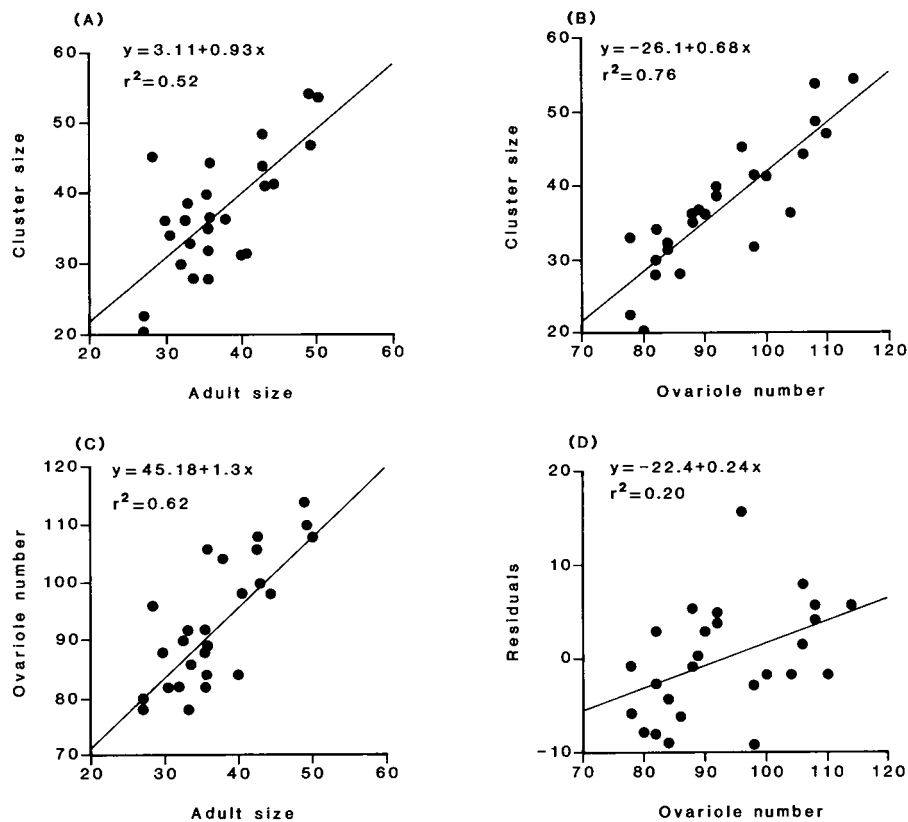 (A)
y=3.11+0.93x
r²=0.52
60
50
40
30
20
20 30 40 50 60
Cluster size
Adult size
(B)
y=−26.1+0.68x
r²=0.76
60
50
40
30
20
70 80 90 100 110 120
Cluster size
Ovariole number
(C)
y=45.18+1.3x
r²=0.62
120
110
100
90
80
70
20 30 40 50 60
Ovariole number
Adult size
(D)
y=−22.4+0.24x
r²=0.20
20
10
0
−10
70 80 90 100 110 120
Residuals
Ovariole number